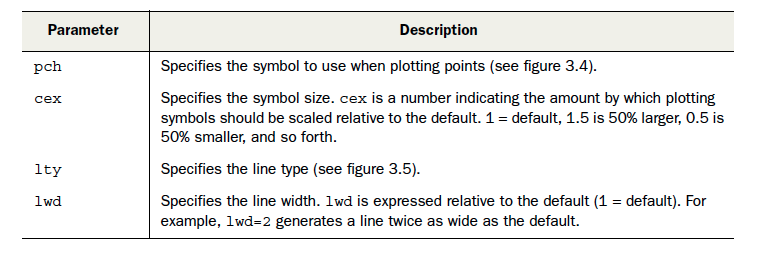 Parameter Description
pch Specifies the symbol to use when plotting points (see figure 3.4).
cex Specifies the symbol size. cex is a number indicating the amount by which plotting
symbols should be scaled relative to the default. 1 = default, 1.5 is 50% larger, 0.5 is
50% smaller, and so forth.
lty Specifies the line type (see figure 3.5).
lwd Specifies the line width. lwd is expressed relative to the default (1 = default). For
example, lwd=2 generates a line twice as wide as the default.